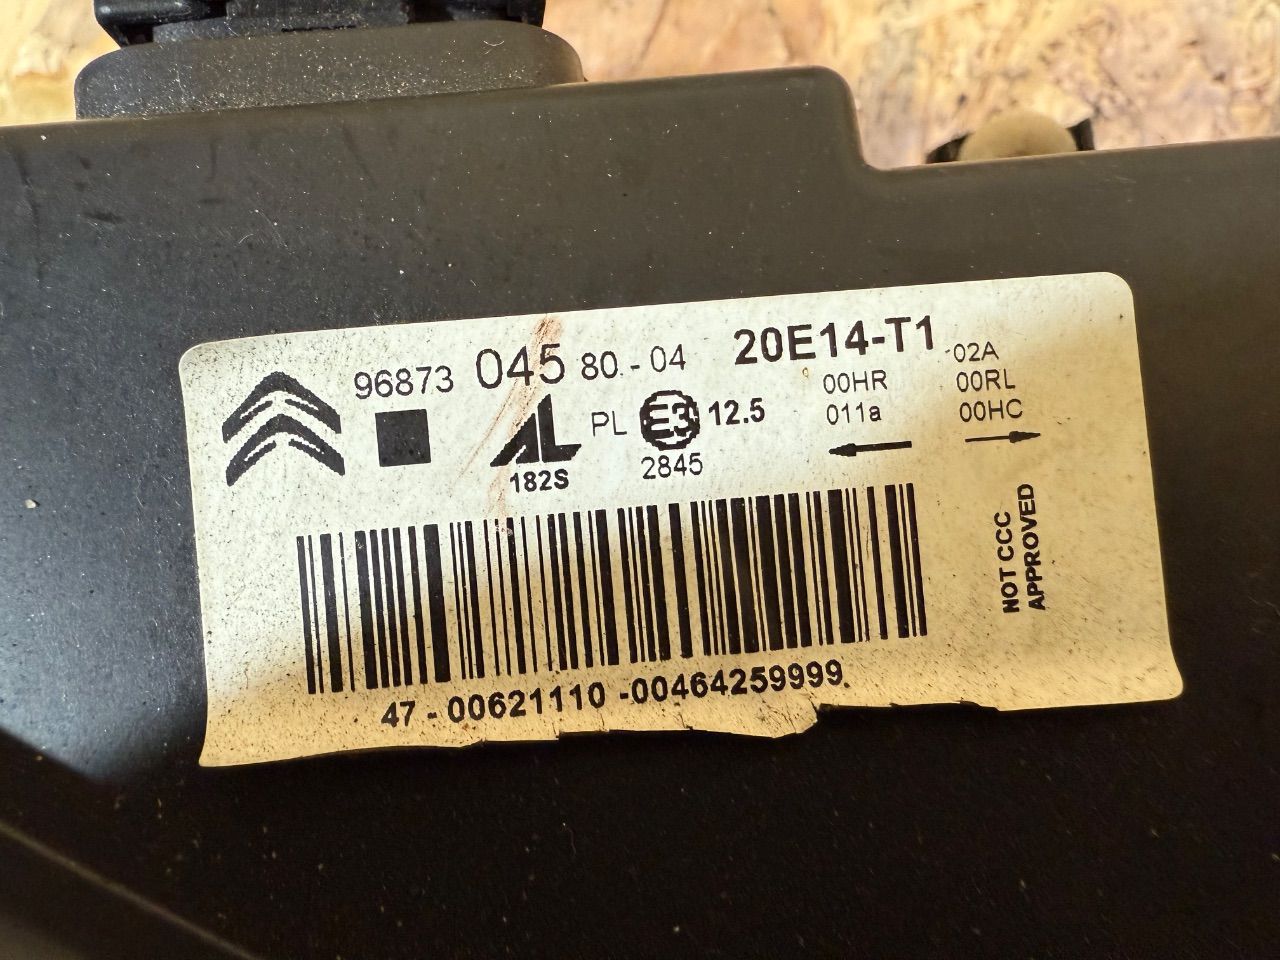 96873 045 80-04 20E14-T1 02A
00HR 00RL
PL E3 12.5 011a 00HC
AL
182S 2845
NOT CCC
APPROVED
47-00621110-00464259999